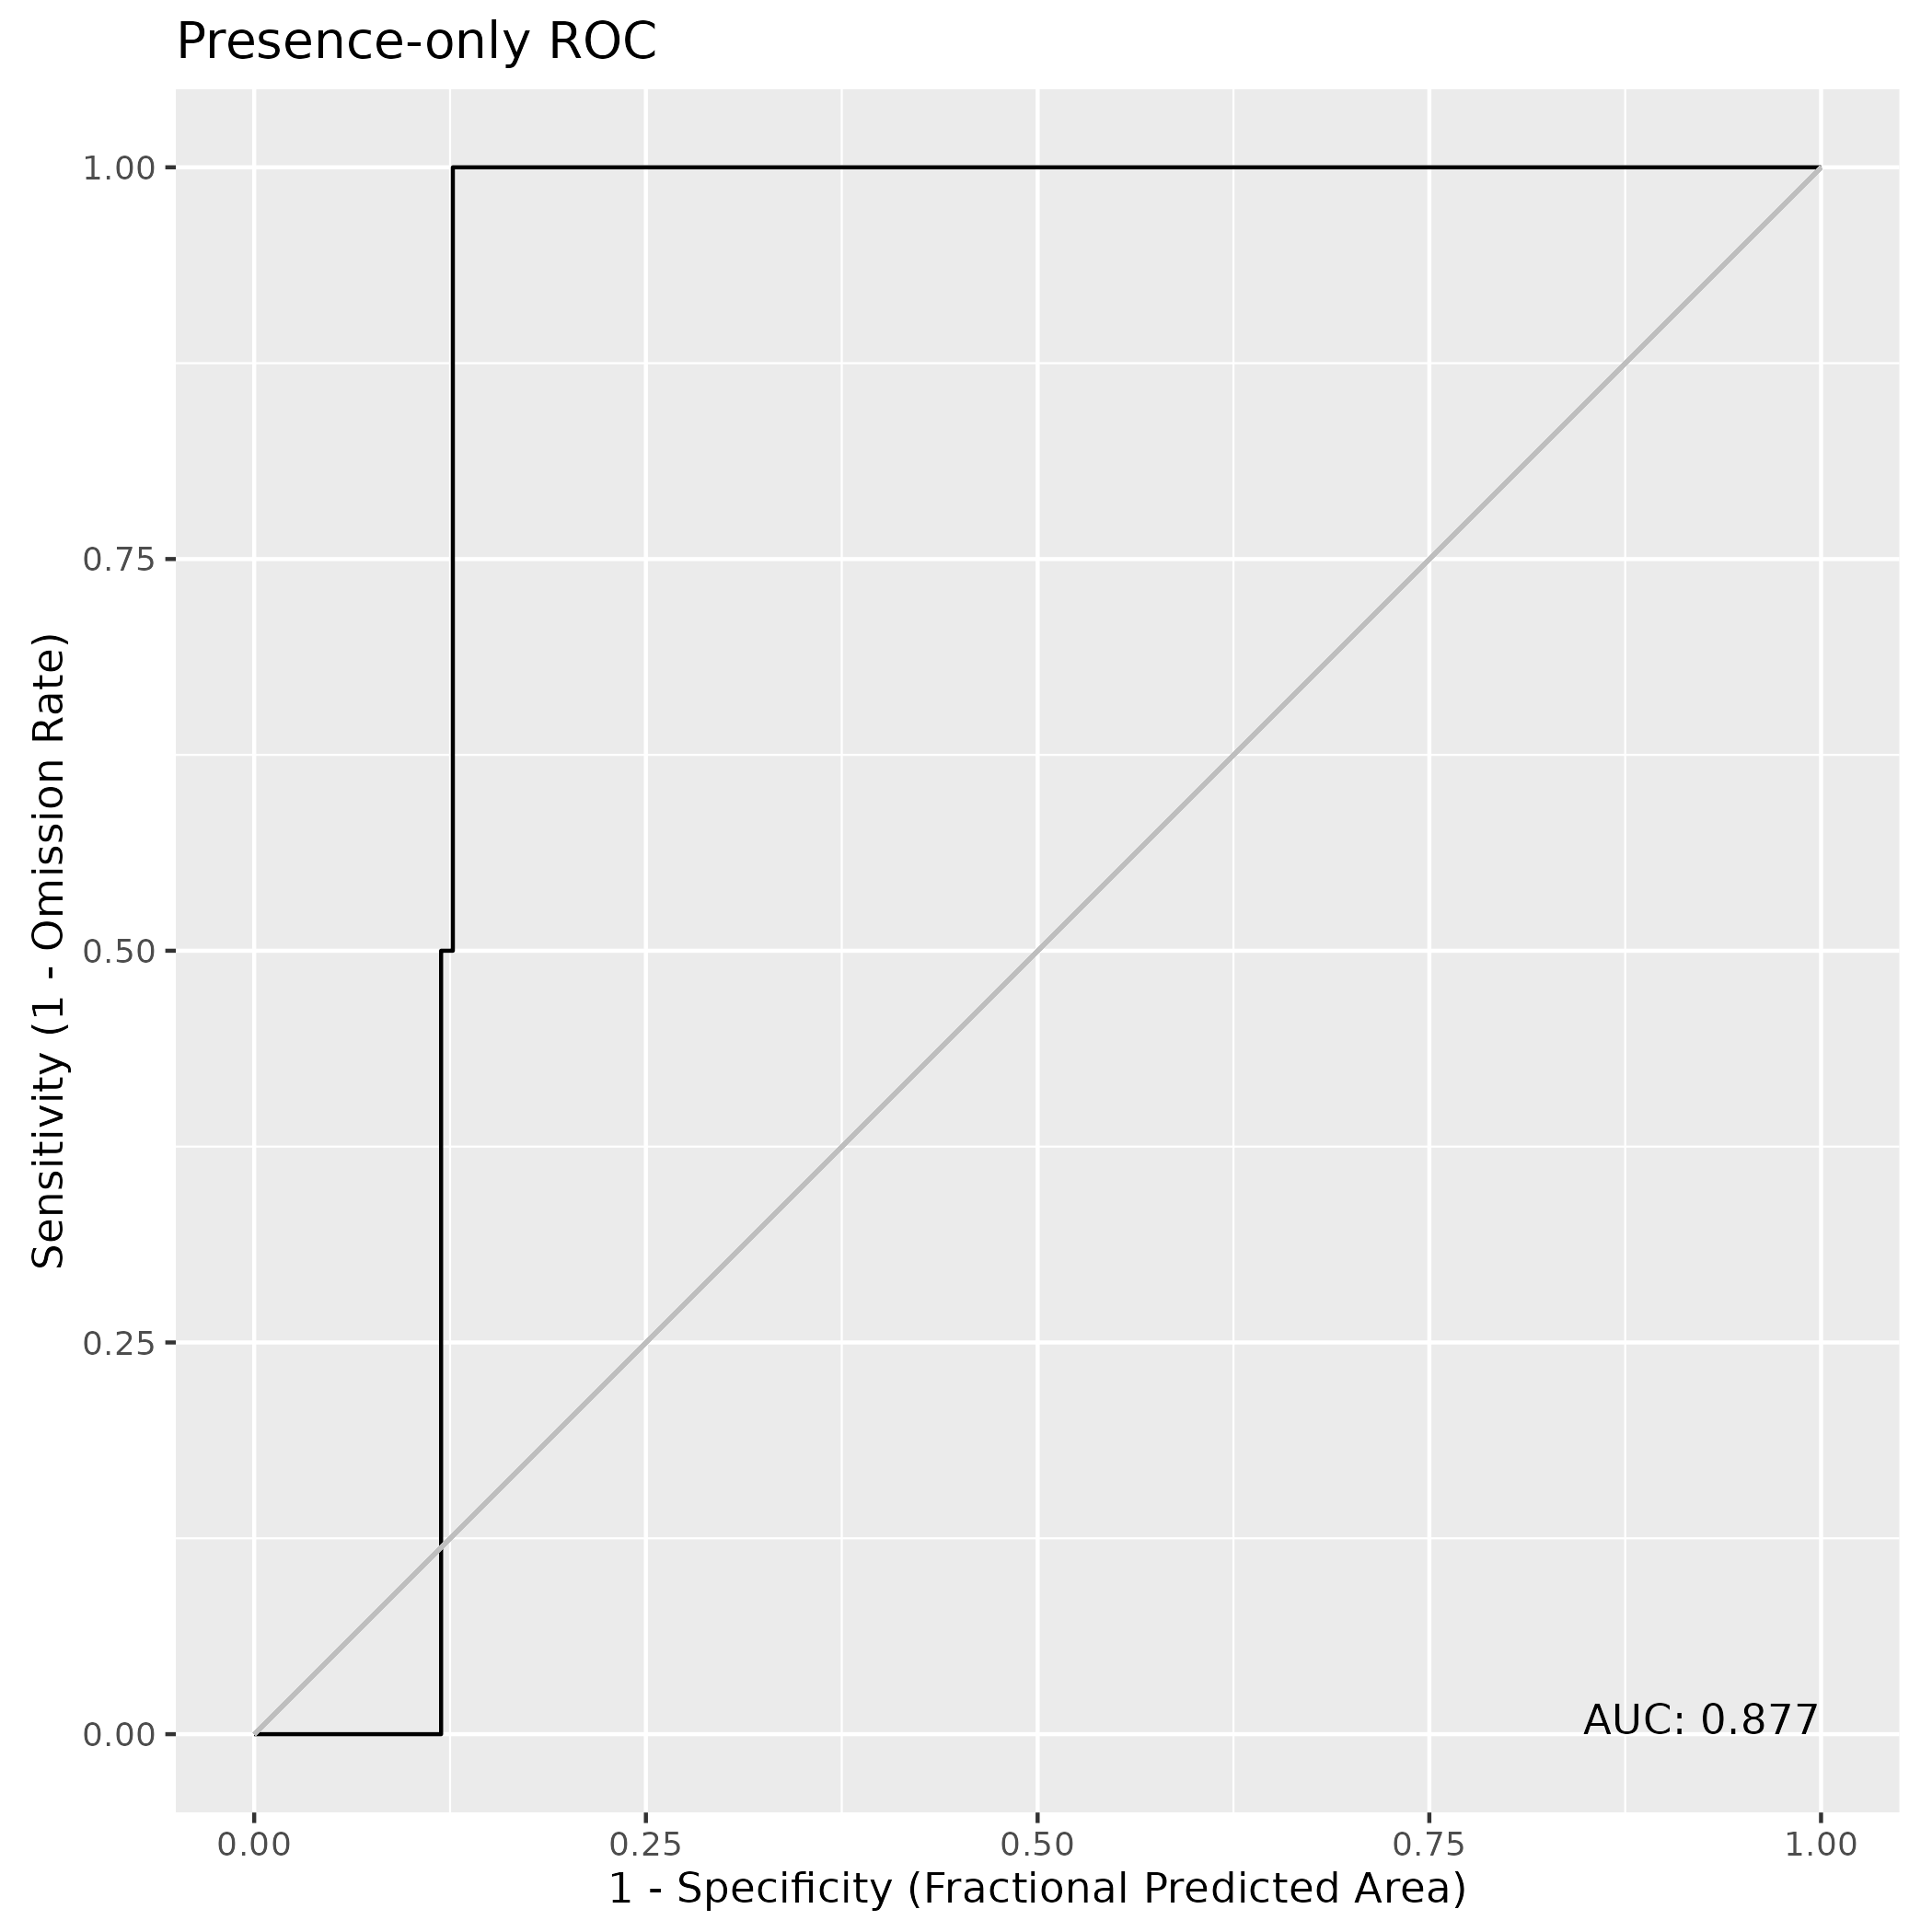 Presence-only ROC
Sensitivity (1 - Omission Rate)
1.00
0.75
0.50
0.25
0.00
AUC: 0.877
0.00
0.25
0.50
0.75
1.00
1 - Specificity (Fractional Predicted Area)